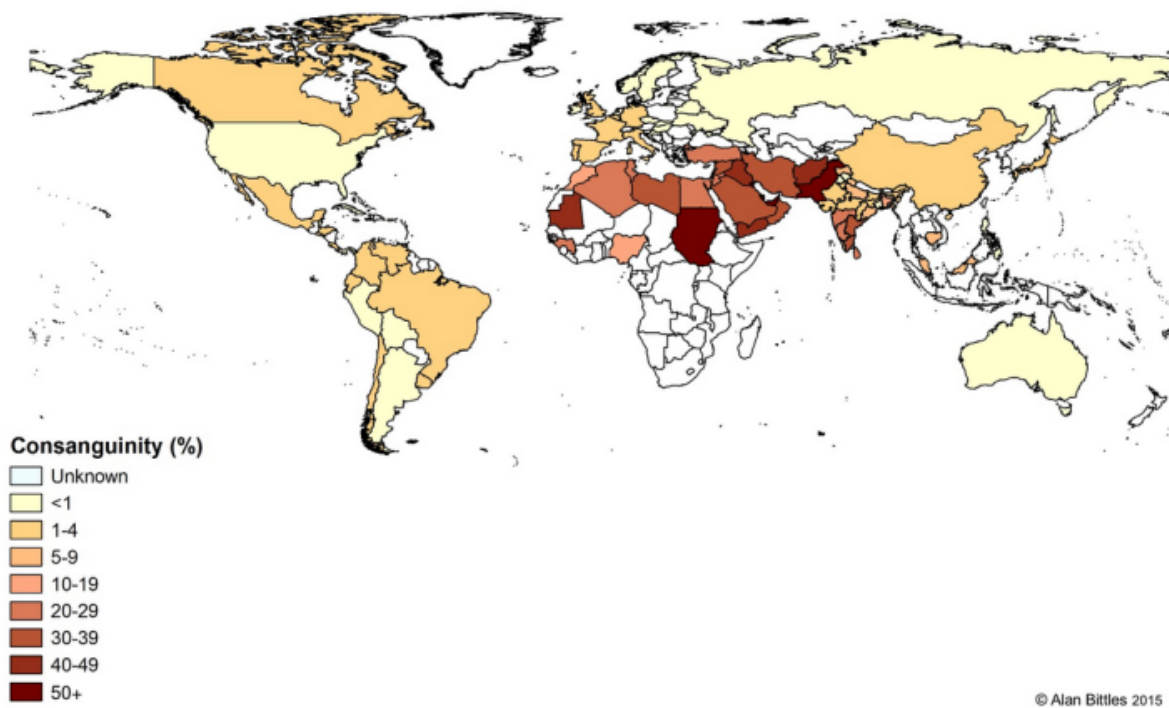 Consanguinity (%)
Unknown
<1
1-4
5-9
10-19
20-29
30-39
40-49
50+
© Alan Bittles 2015